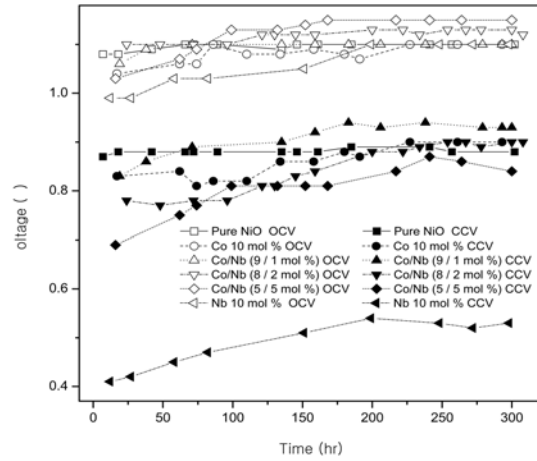 1.0
0.8
0.6
0.4
oltage ( )
Pure NiO OCV
Pure NiO CCV
Co 10 mol % OCV
Co 10 mol % CCV
Co/Nb (9 / 1 mol %) OCV
Co/Nb (9 / 1 mol %) CCV
Co/Nb (8 / 2 mol %) OCV
Co/Nb (8 / 2 mol %) CCV
Co/Nb (5 / 5 mol %) OCV
Co/Nb (5 / 5 mol %) CCV
Nb 10 mol % OCV
Nb 10 mol % CCV
0 50 100 150 200 250 300
Time (hr)